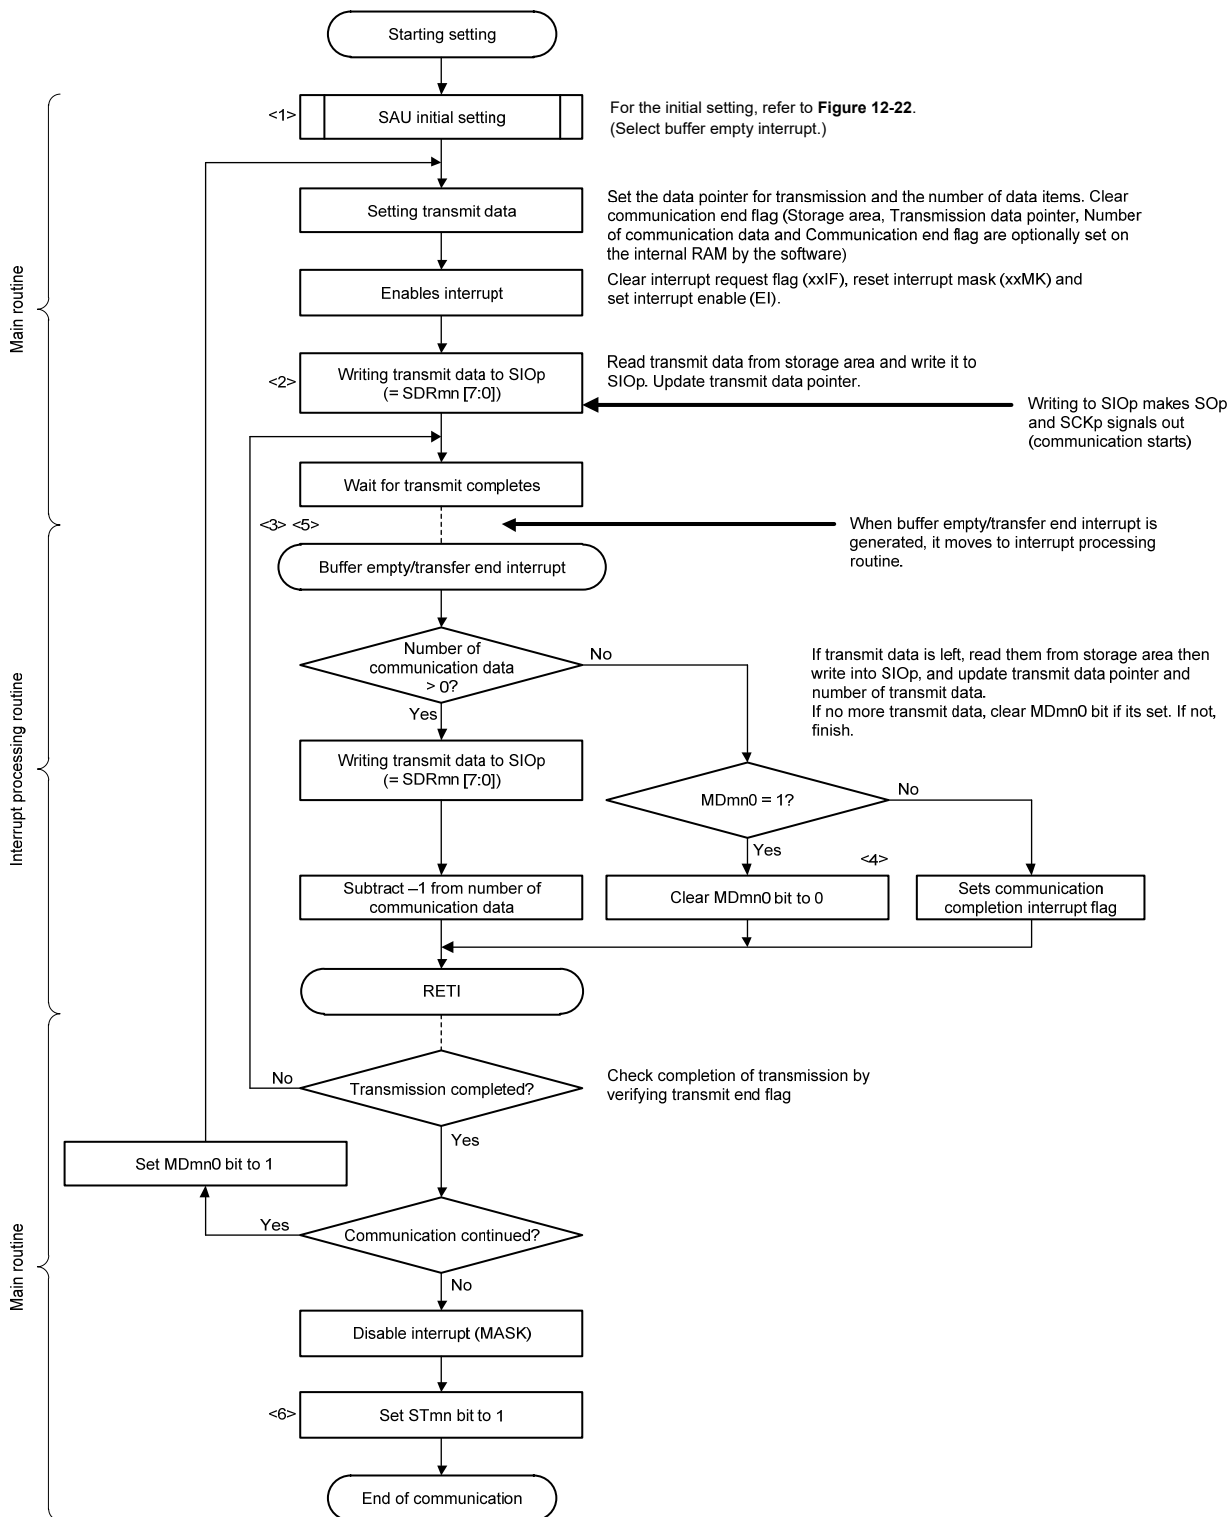 Starting setting
<1>
SAU initial setting
For the initial setting, refer to Figure 12-22.
(Select buffer empty interrupt.)
Setting transmit data
Set the data pointer for transmission and the number of data items. Clear
communication end flag (Storage area, Transmission data pointer, Number
of communication data and Communication end flag are optionally set on
the internal RAM by the software)
Main routine
Enables interrupt
Clear interrupt request flag (xxIF), reset interrupt mask (xxMK) and
set interrupt enable (EI).
<2>
Writing transmit data to SIOp
(= SDRmn [7:0])
Read transmit data from storage area and write it to
SIOp. Update transmit data pointer.
Writing to SIOp makes SOp
and SCKp signals out
(communication starts)
Wait for transmit completes
<3> <5>
When buffer empty/transfer end interrupt is
generated, it moves to interrupt processing
routine.
Buffer empty/transfer end interrupt
Number of
communication data
> 0?
No
Yes
If transmit data is left, read them from storage area then
write into SIOp, and update transmit data pointer and
number of transmit data.
If no more transmit data, clear MDmn0 bit if its set. If not,
finish.
Interrupt processing routine
Writing transmit data to SIOp
(= SDRmn [7:0])
MDmn0 = 1?
No
Yes
<4>
Subtract –1 from number of
communication data
Clear MDmn0 bit to 0
Sets communication
completion interrupt flag
RETI
No
Transmission completed?
Check completion of transmission by
verifying transmit end flag
Yes
Set MDmn0 bit to 1
Yes
Communication continued?
No
Main routine
Disable interrupt (MASK)
<6>
Set STmn bit to 1
End of communication